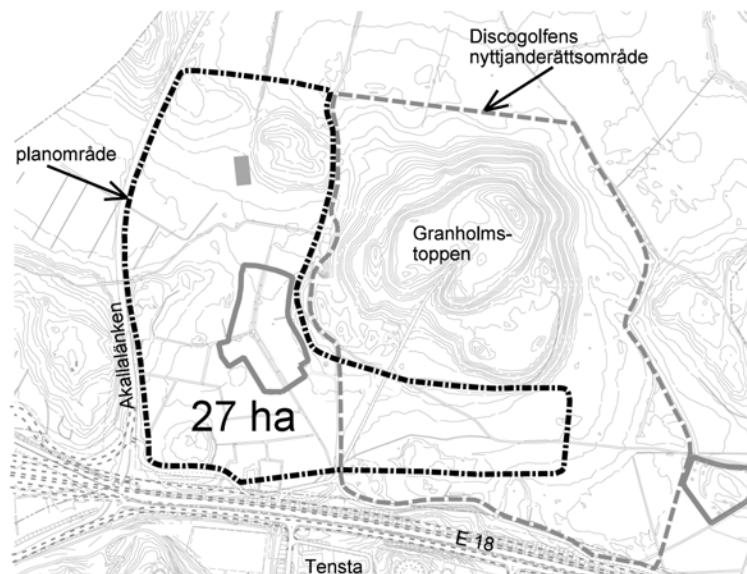 Discogolfens
nyttjanderättsområde
planområde
Granholms-
toppen
Akallalänken
27 ha
E 18
Tensta